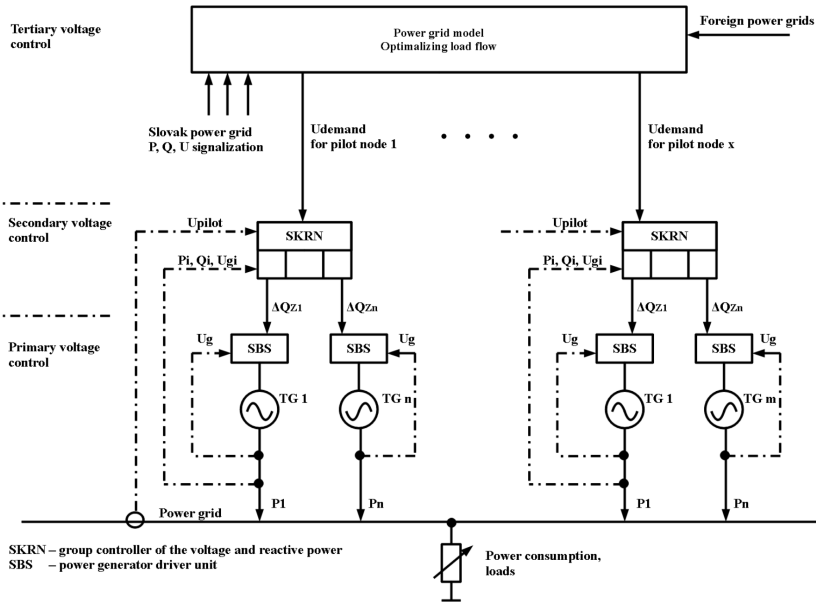 Tertiary voltage
control
Power grid model
Optimalizing load flow
Foreign power grids
Slovak power grid
P, Q, U signalization
Udemand
for pilot node 1
Udemand
for pilot node x
Secondary voltage
control
Upilot
SKRN
SKRN
Pi, Qi, Ugi
Pi, Qi, Ugi
ΔQZ1
ΔQZn
ΔQZ1
ΔQZn
Primary voltage
control
Ug
SBS
SBS
Ug
Ug
SBS
SBS
Ug
TG 1
TG n
TG 1
TG m
P1
Pn
P1
Pn
Power grid
SKRN – group controller of the voltage and reactive power
SBS – power generator driver unit
Power consumption,
loads